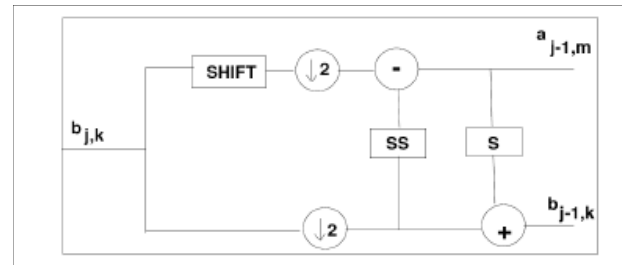 a j-1,m
SHIFT
↓2
-
b j,k
SS
S
b j-1,k
↓2
+